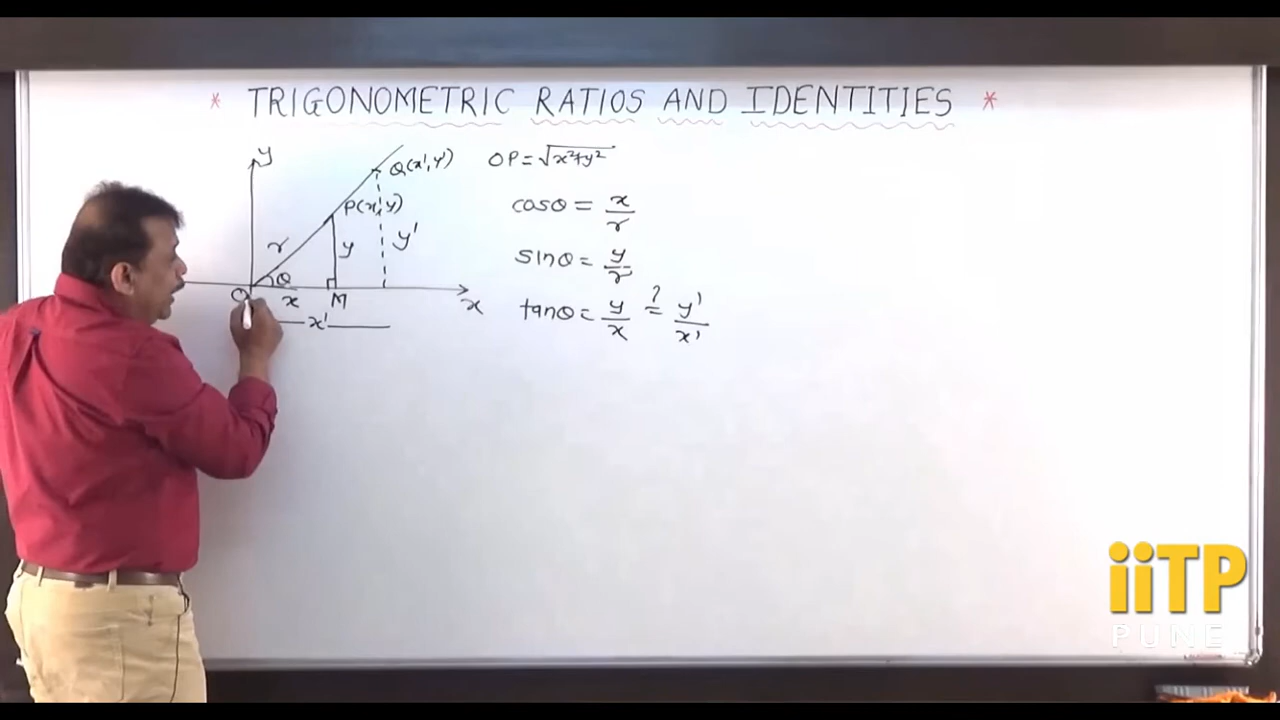 * TRIGONOMETRIC RATIOS AND IDENTITIES *
y
Q(x',y')
OP = √x²+y²
P(x,y)
cosθ = x/r
r
y
y'
sinθ = y/r
θ
O
x
M
x
tanθ = y/x ?= y'/x'
x'
iiTP
PUNE